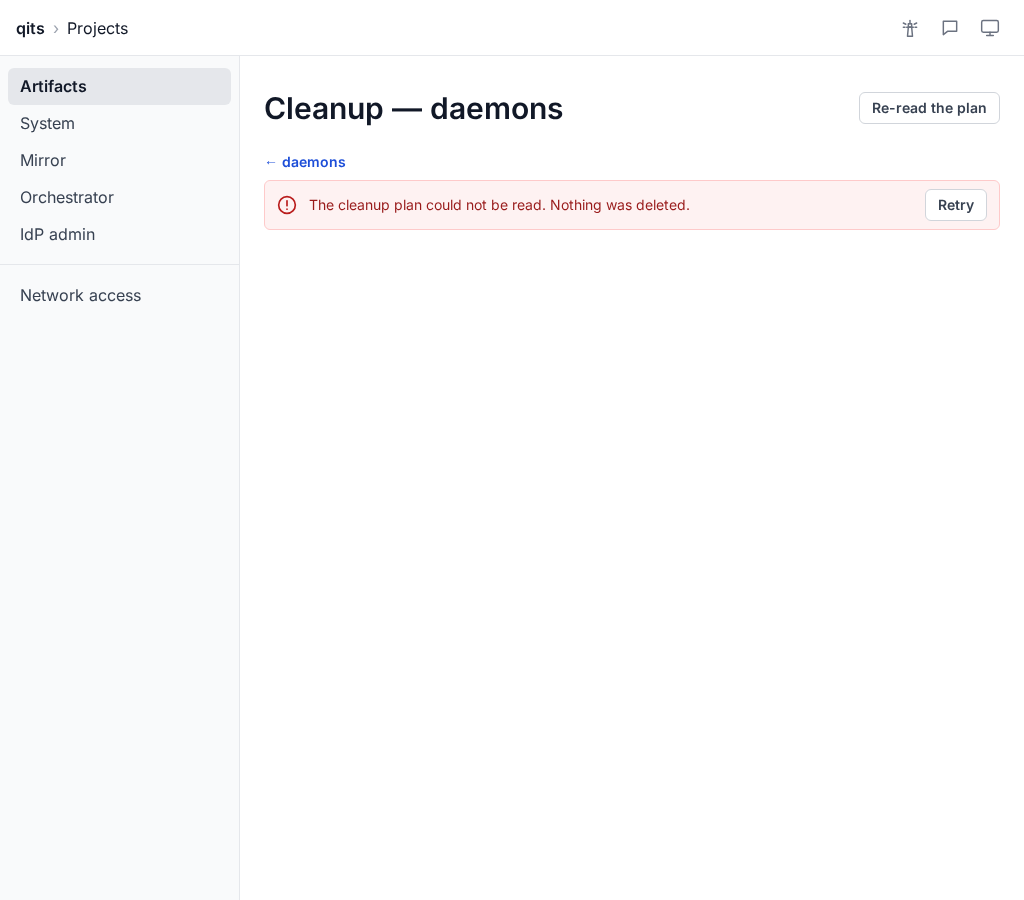 qits › Projects
Artifacts
System
Mirror
Orchestrator
IdP admin
Network access
Cleanup — daemons
Re-read the plan
← daemons
The cleanup plan could not be read. Nothing was deleted.
Retry